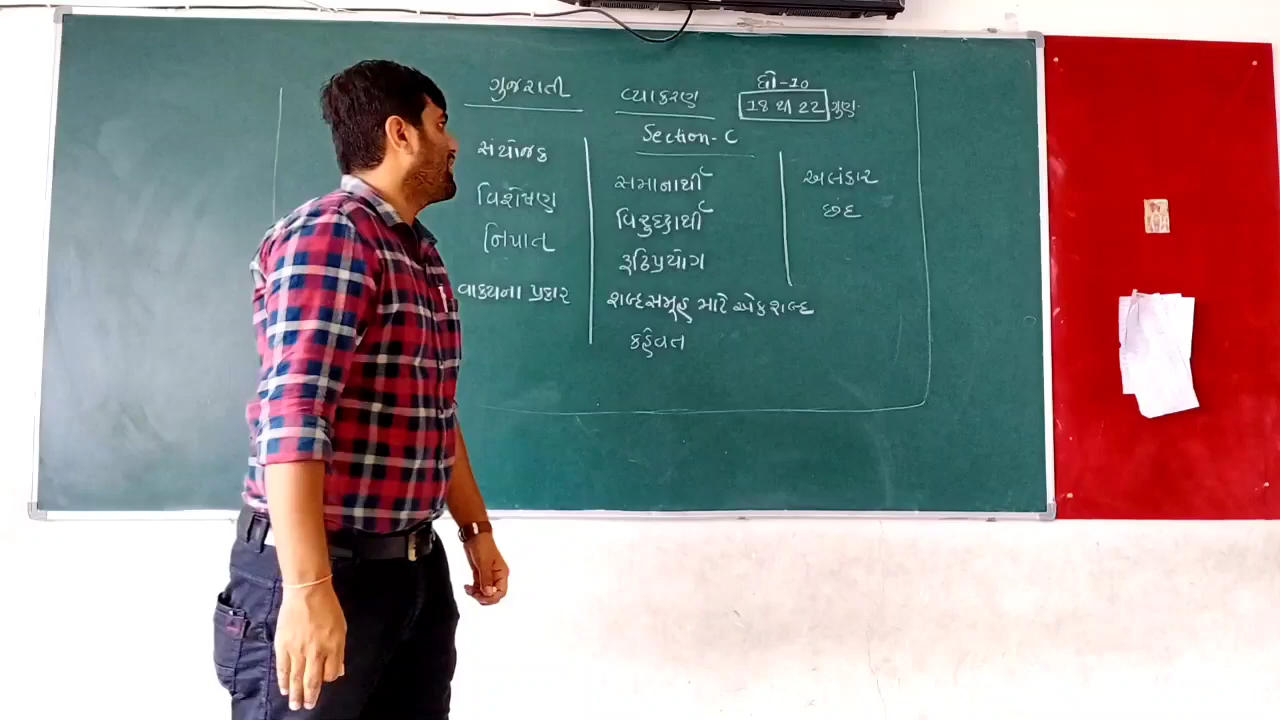 ગુજરાતી વ્યાકરણ ધો-10
18 થી 22 ગુણ.
Section-C
સંયોજક
વિશેષણ
નિપાત
વાક્યના પ્રકાર
સમાનાર્થી
વિરુદ્ધાર્થી
રૂઢિપ્રયોગ
શબ્દસમૂહ માટે એક શબ્દ
કહેવત
અલંકાર
છંદ